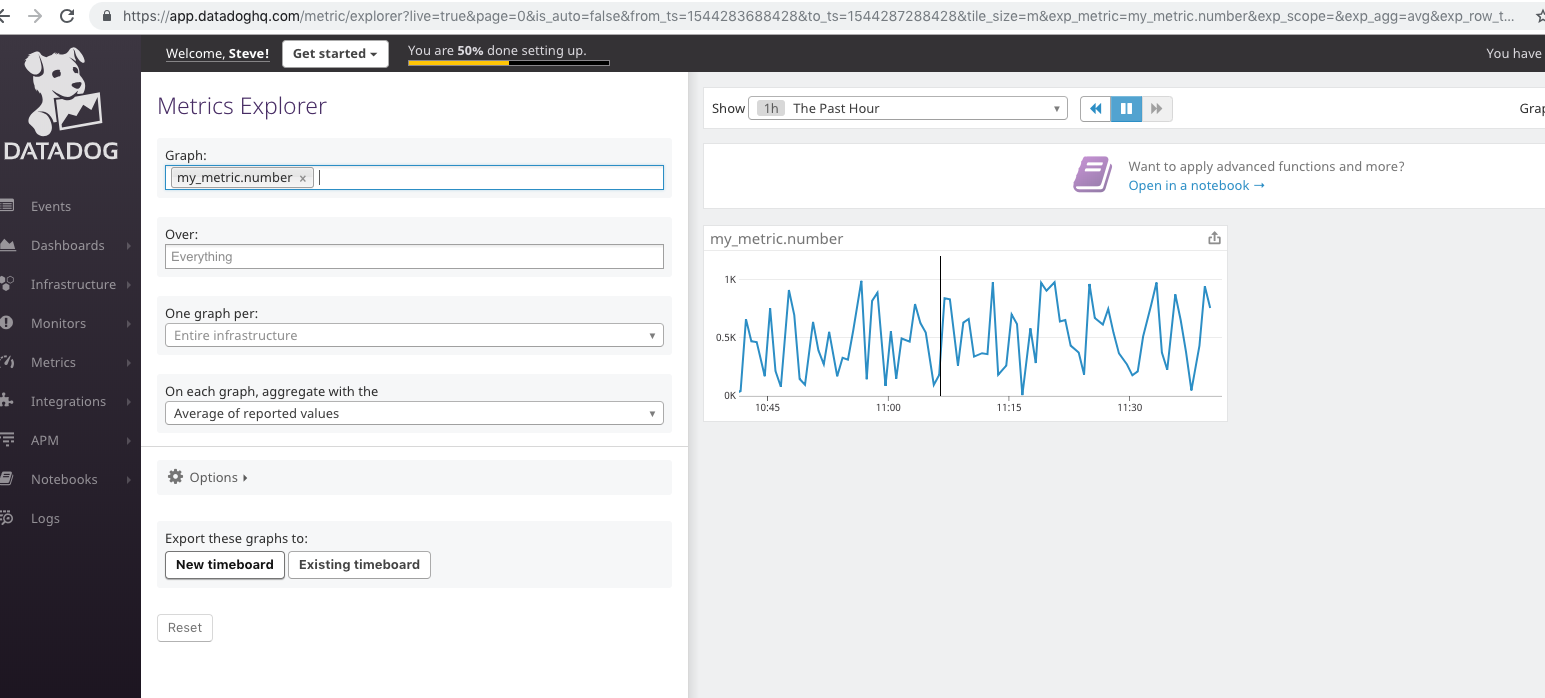 https://app.datadoghq.com/metric/explorer?live=true&page=0&is_auto=false&from_ts=1544283688428&to_ts=1544287288428&tile_size=m&exp_metric=my_metric.number&exp_scope=&exp_agg=avg&exp_row_t...
DATADOG
Events
Dashboards
Infrastructure
Monitors
Metrics
Integrations
APM
Notebooks
Logs
Welcome, Steve!
Get started
You are 50% done setting up.
You have
Metrics Explorer
Graph:
my_metric.number ×
Over:
Everything
One graph per:
Entire infrastructure
On each graph, aggregate with the
Average of reported values
Options
Export these graphs to:
New timeboard
Existing timeboard
Reset
Show
1h The Past Hour
Want to apply advanced functions and more?
Open in a notebook →
my_metric.number
1K
0.5K
0K
10:45 11:00 11:15 11:30